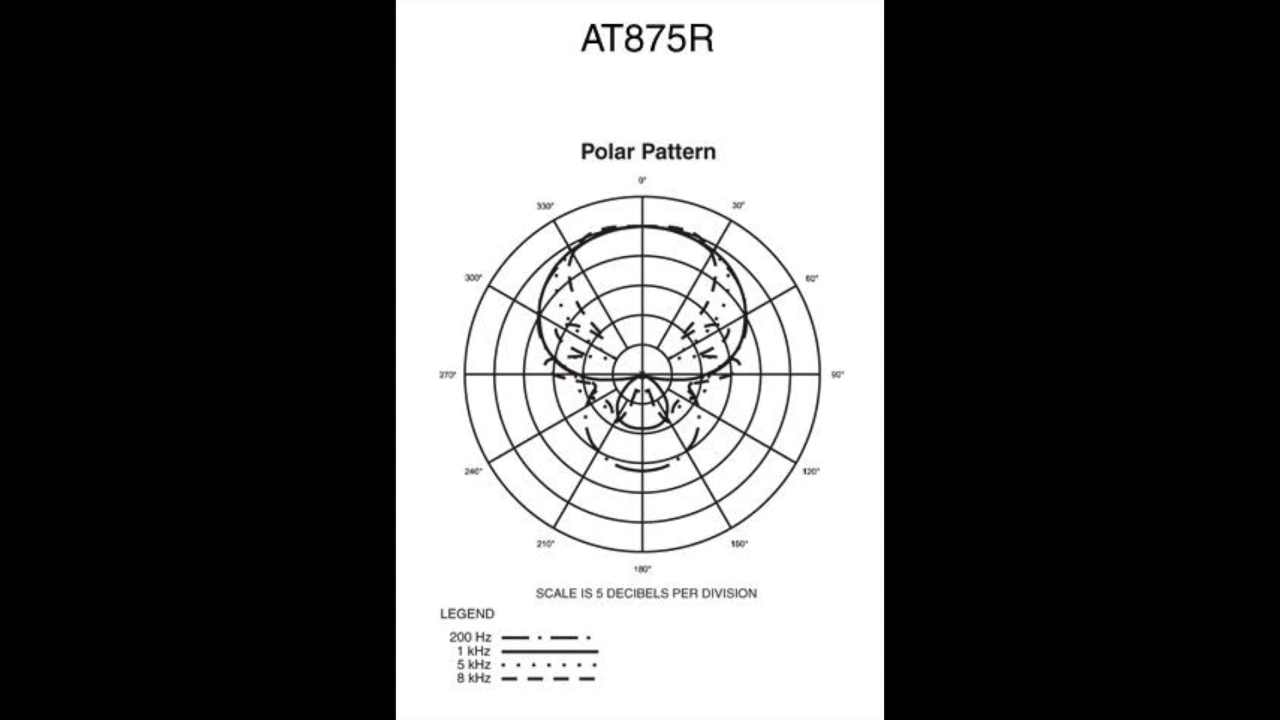 AT875R
Polar Pattern
0°
330°
30°
300°
60°
270°
90°
240°
120°
210°
150°
180°
SCALE IS 5 DECIBELS PER DIVISION
LEGEND
200 Hz
1 kHz
5 kHz
8 kHz